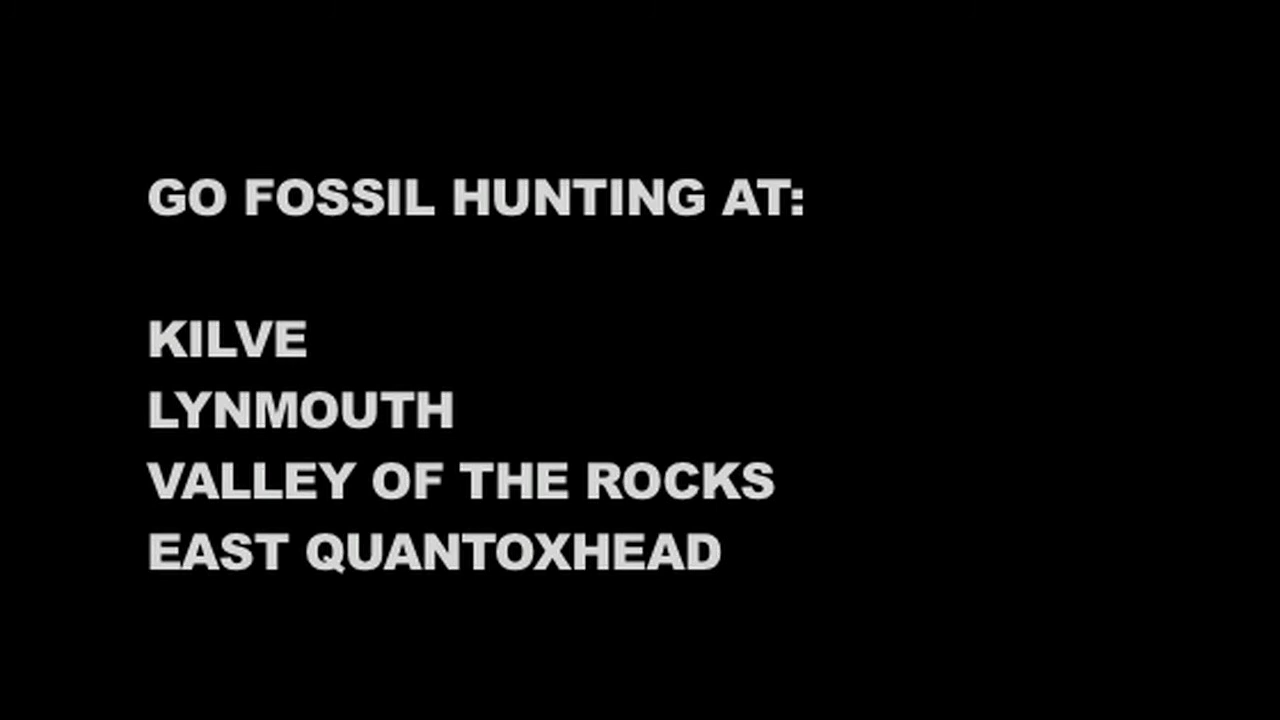 GO FOSSIL HUNTING AT:
KILVE
LYNMOUTH
VALLEY OF THE ROCKS
EAST QUANTOXHEAD